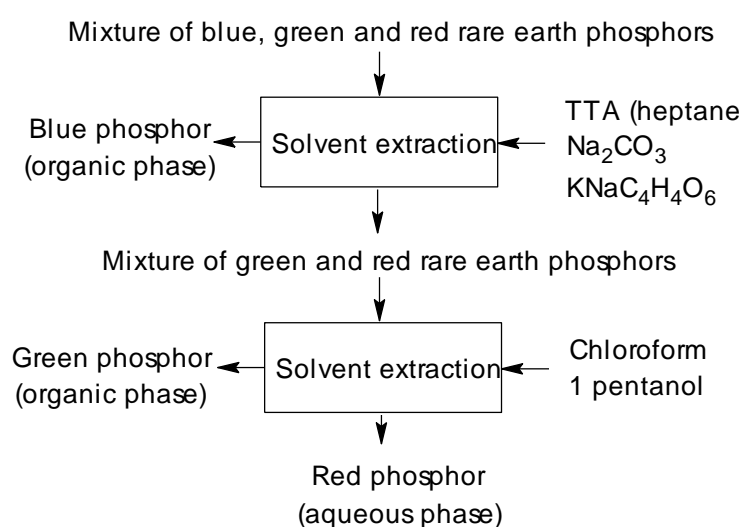 Mixture of blue, green and red rare earth phosphors
Blue phosphor
(organic phase)
Solvent extraction
TTA (heptane
Na₂CO₃
KNaC₄H₄O₆
Mixture of green and red rare earth phosphors
Green phosphor
(organic phase)
Solvent extraction
Chloroform
1 pentanol
Red phosphor
(aqueous phase)